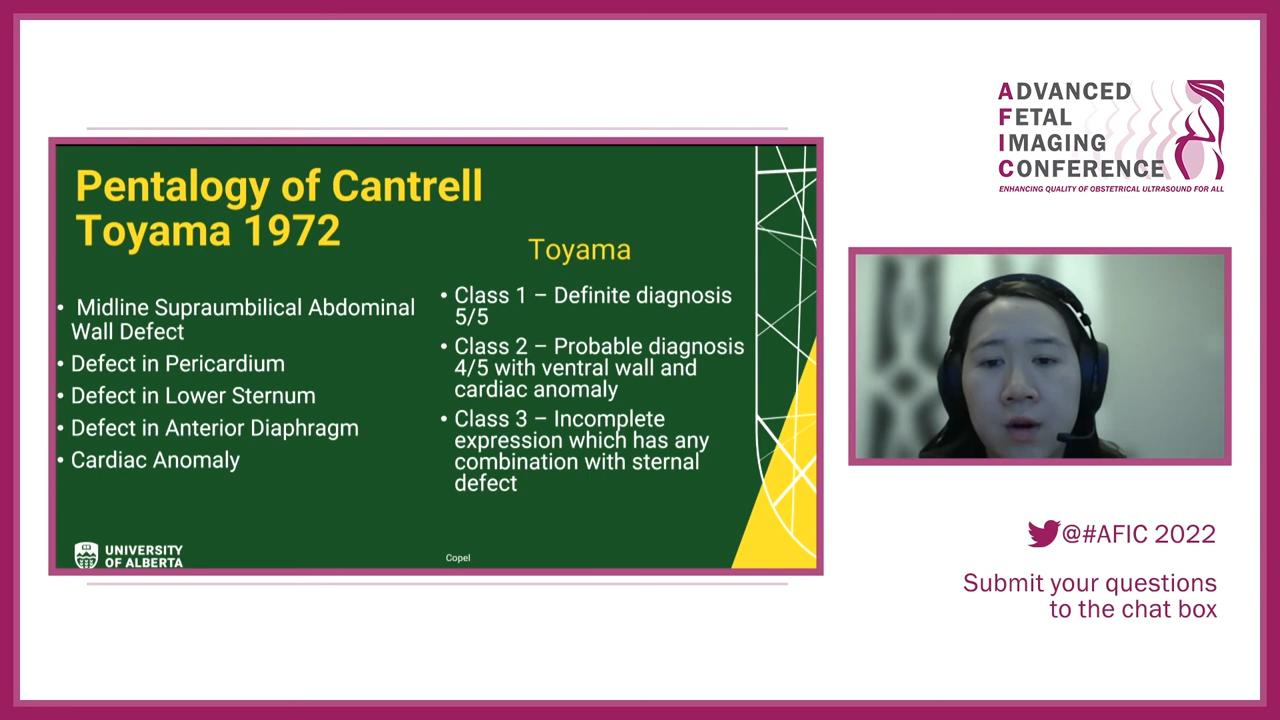 Pentalogy of Cantrell
Toyama 1972
• Midline Supraumbilical Abdominal
Wall Defect
• Defect in Pericardium
• Defect in Lower Sternum
• Defect in Anterior Diaphragm
• Cardiac Anomaly
Toyama
• Class 1 – Definite diagnosis
5/5
• Class 2 – Probable diagnosis
4/5 with ventral wall and
cardiac anomaly
• Class 3 – Incomplete
expression which has any
combination with sternal
defect
UNIVERSITY
OF ALBERTA
Copel
ADVANCED
FETAL
IMAGING
CONFERENCE
ENHANCING QUALITY OF OBSTETRICAL ULTRASOUND FOR ALL
@#AFIC 2022
Submit your questions
to the chat box